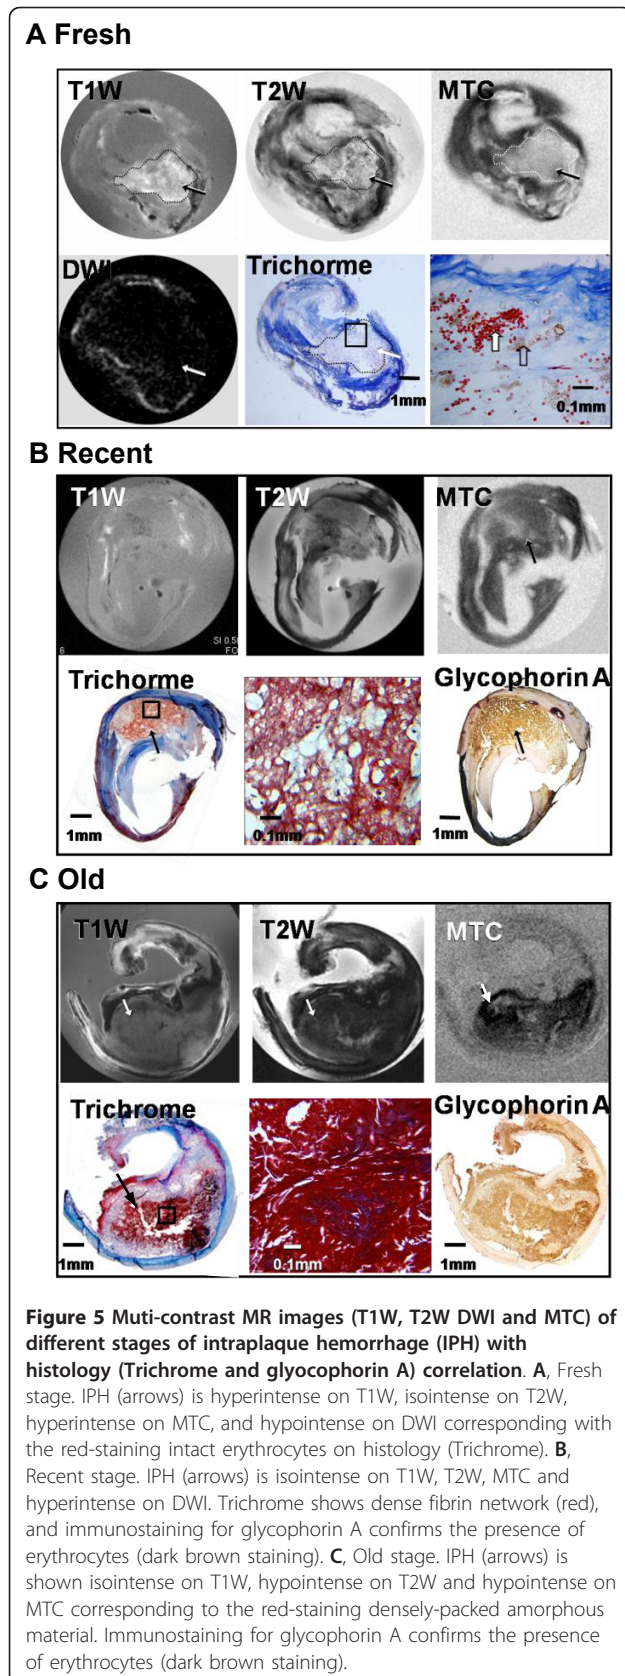 A Fresh
T1W
T2W
MTC
DWI
Trichorme
1mm
0.1mm
B Recent
T1W
T2W
MTC
6
SI 0.50
FO
Trichorme
Glycophorin A
1mm
0.1mm
1mm
C Old
T1W
T2W
MTC
Trichrome
Glycophorin A
1mm
0.1mm
1mm
Figure 5 Muti-contrast MR images (T1W, T2W DWI and MTC) of
different stages of intraplaque hemorrhage (IPH) with
histology (Trichrome and glyocophorin A) correlation. A, Fresh
stage. IPH (arrows) is hyperintense on T1W, isointense on T2W,
hyperintense on MTC, and hypointense on DWI corresponding with
the red-staining intact erythrocytes on histology (Trichrome). B,
Recent stage. IPH (arrows) is isointense on T1W, T2W, MTC and
hyperintense on DWI. Trichrome shows dense fibrin network (red),
and immunostaining for glycophorin A confirms the presence of
erythrocytes (dark brown staining). C, Old stage. IPH (arrows) is
shown isointense on T1W, hypointense on T2W and hypointense on
MTC corresponding to the red-staining densely-packed amorphous
material. Immunostaining for glycophorin A confirms the presence
of erythrocytes (dark brown staining).